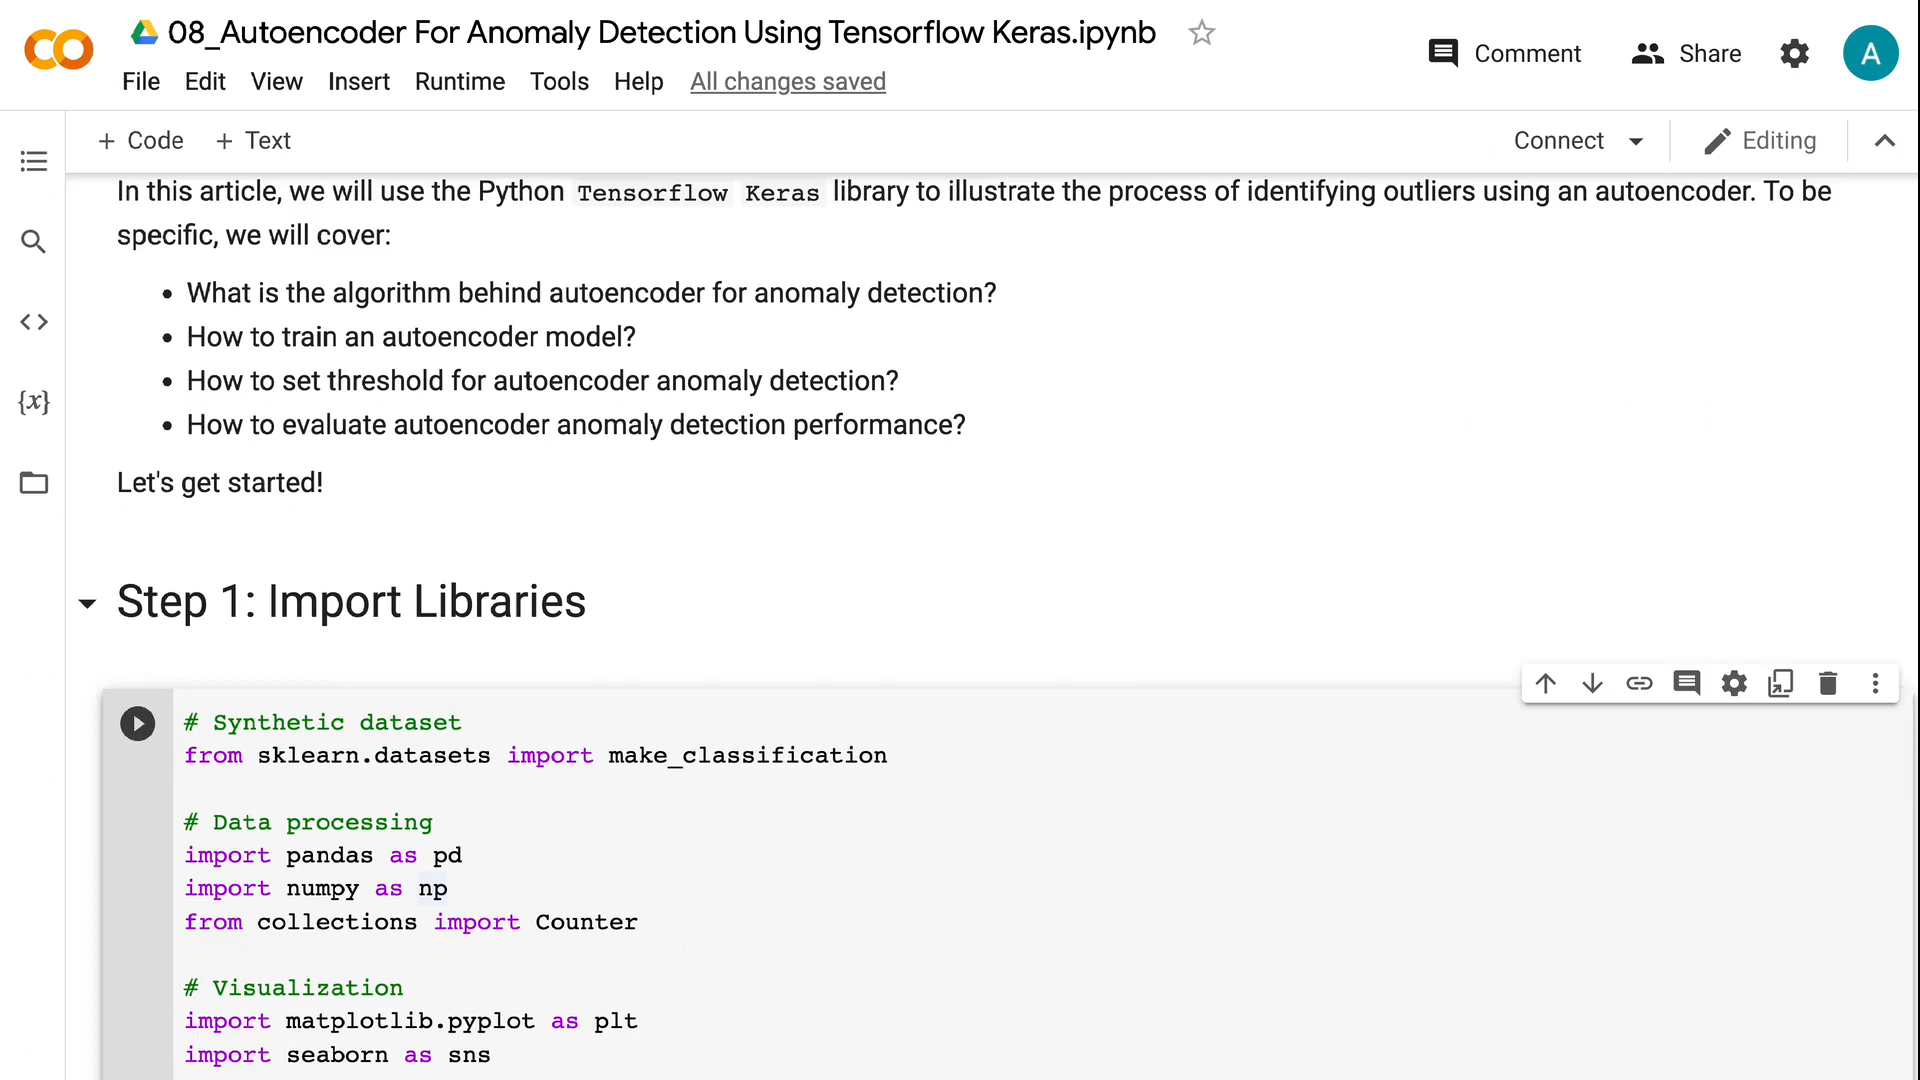 08_Autoencoder For Anomaly Detection Using Tensorflow Keras.ipynb
File Edit View Insert Runtime Tools Help All changes saved
Comment Share A
+ Code + Text
Connect Editing
In this article, we will use the Python Tensorflow Keras library to illustrate the process of identifying outliers using an autoencoder. To be
specific, we will cover:
• What is the algorithm behind autoencoder for anomaly detection?
• How to train an autoencoder model?
• How to set threshold for autoencoder anomaly detection?
• How to evaluate autoencoder anomaly detection performance?
Let's get started!
Step 1: Import Libraries
# Synthetic dataset
from sklearn.datasets import make_classification
# Data processing
import pandas as pd
import numpy as np
from collections import Counter
# Visualization
import matplotlib.pyplot as plt
import seaborn as sns